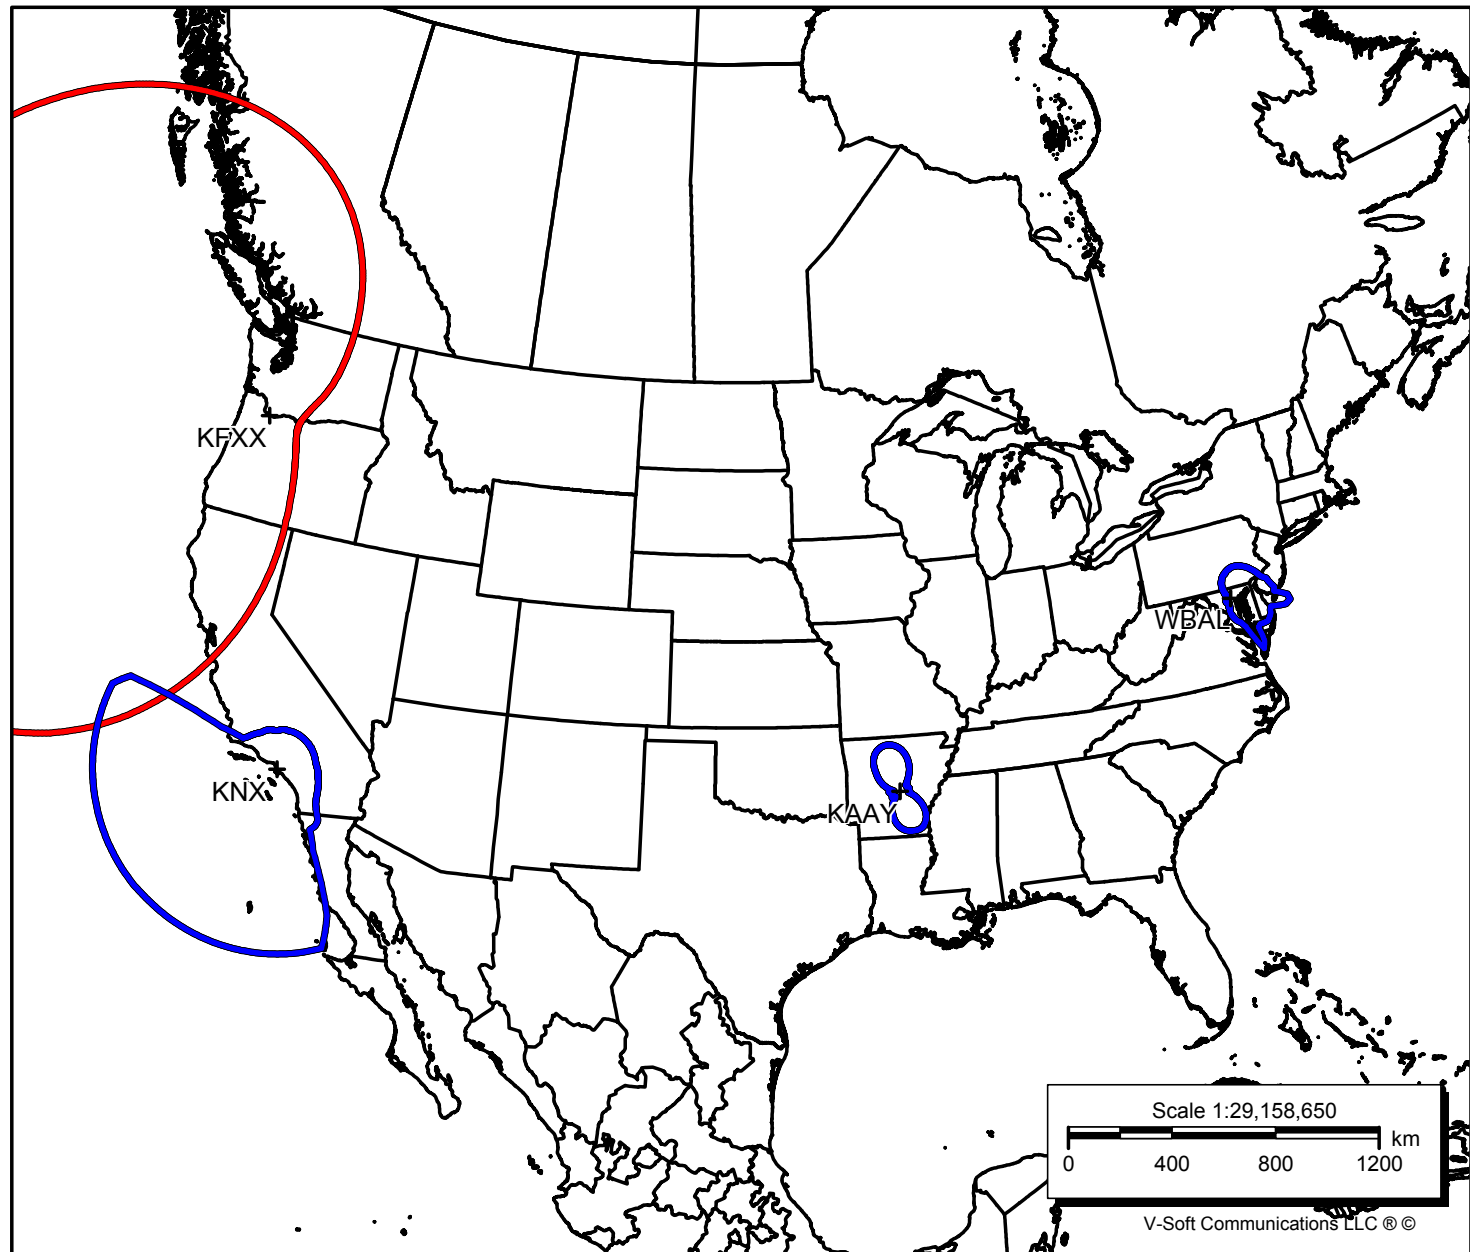 KFXX
WBAL
KNX
KAAY
Scale 1:29,158,650
km
0 400 800 1200
V-Soft Communications LLC ® ©